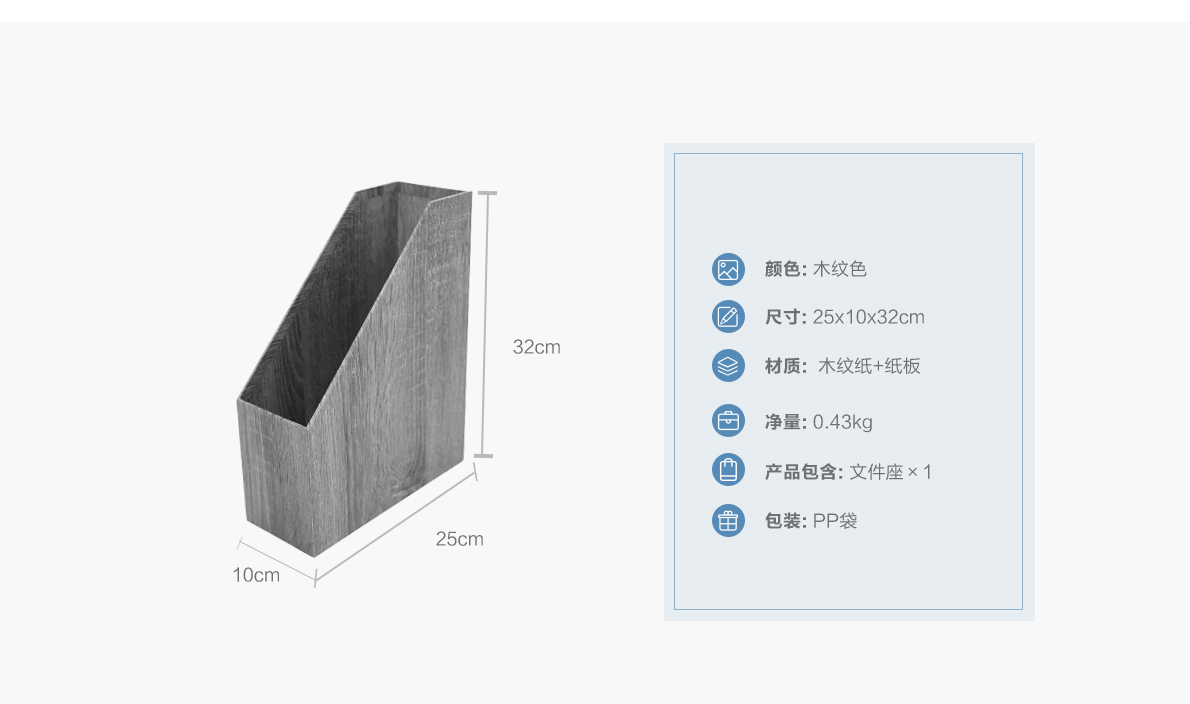 32cm
25cm
10cm
颜色: 木纹色
尺寸: 25x10x32cm
材质: 木纹纸+纸板
净量: 0.43kg
产品包含: 文件座×1
包装: PP袋